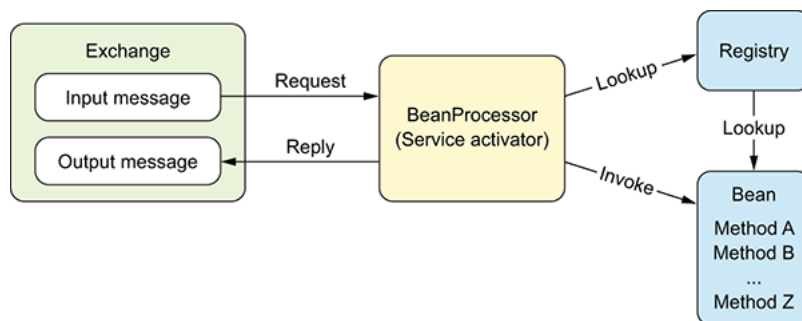 Exchange
Input message
Output message
Request
Reply
BeanProcessor
(Service activator)
Lookup
Invoke
Registry
Lookup
Bean
Method A
Method B
...
Method Z